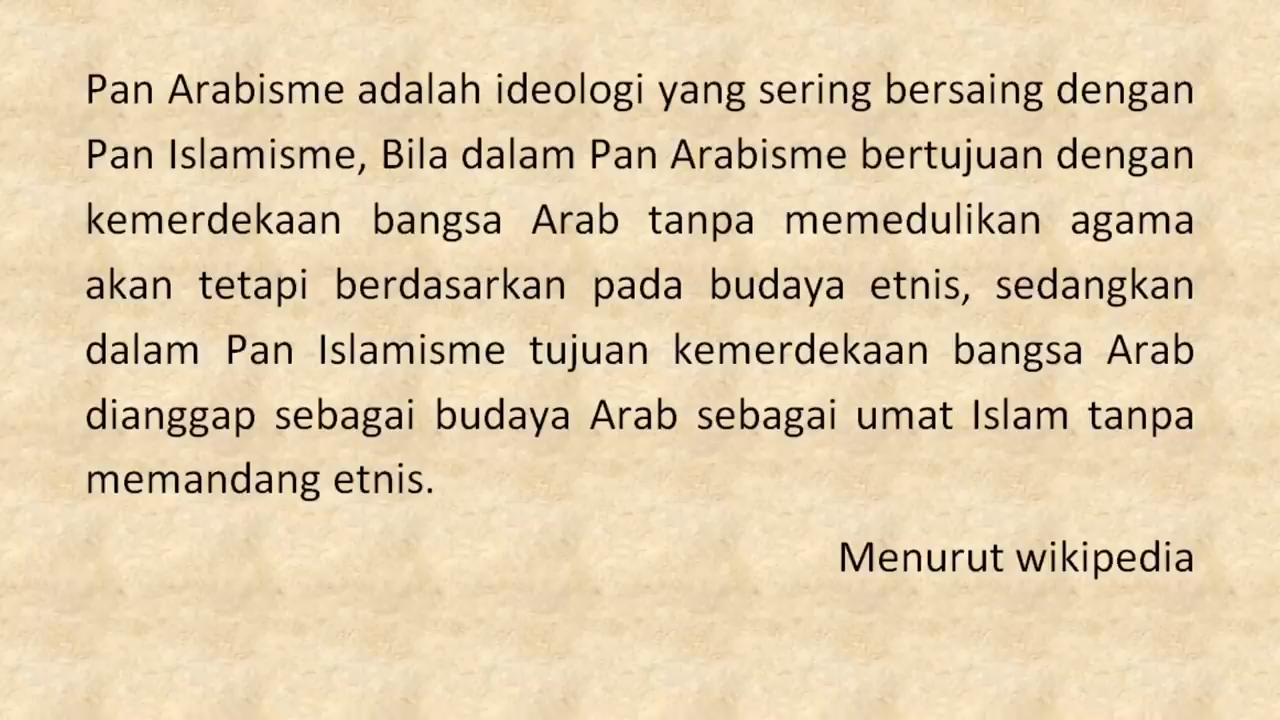 Pan Arabisme adalah ideologi yang sering bersaing dengan
Pan Islamisme, Bila dalam Pan Arabisme bertujuan dengan
kemerdekaan bangsa Arab tanpa memedulikan agama
akan tetapi berdasarkan pada budaya etnis, sedangkan
dalam Pan Islamisme tujuan kemerdekaan bangsa Arab
dianggap sebagai budaya Arab sebagai umat Islam tanpa
memandang etnis.
Menurut wikipedia